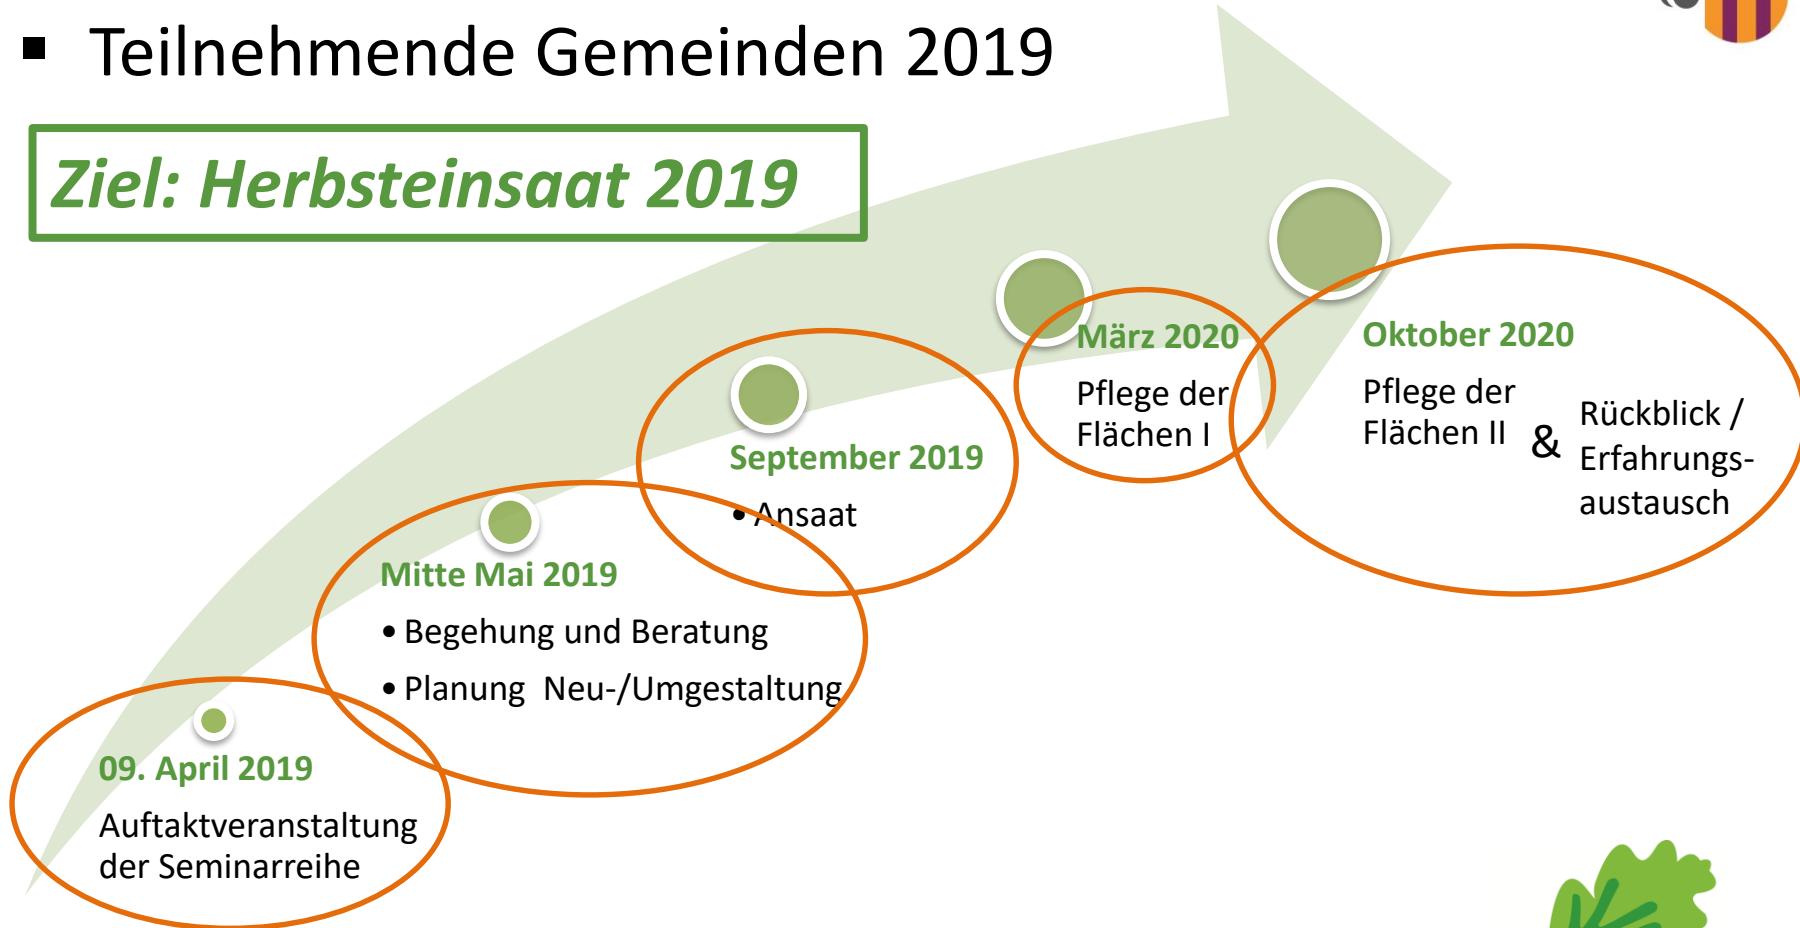 ▪ Teilnehmende Gemeinden 2019
Ziel: Herbsteinsaat 2019
09. April 2019
Auftaktveranstaltung
der Seminarreihe
Mitte Mai 2019
• Begehung und Beratung
• Planung Neu-/Umgestaltung
September 2019
• Ansaat
März 2020
Pflege der
Flächen I
Oktober 2020
Pflege der
Flächen II
&
Rückblick /
Erfahrungs-
austausch